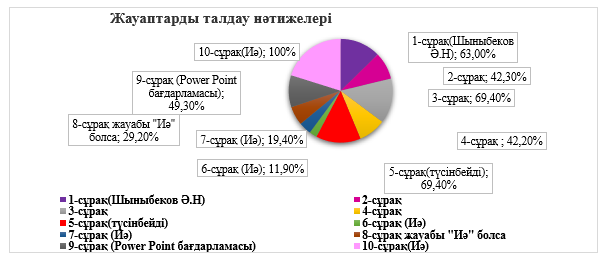 Жауаптарды талдау нәтижелері
1-сұрақ(Шыныбеков
Ә.Н); 63,00%
2-сұрақ; 42,30%
3-сұрақ; 69,40%
4-сұрақ ; 42,20%
5-сұрақ(түсінбейді);
69,40%
6-сұрақ (Иә); 11,90%
7-сұрақ (Иә); 19,40%
8-сұрақ жауабы "Иә"
болса; 29,20%
9-сұрақ (Power Point
бағдарламасы);
49,30%
10-сұрақ(Иә); 100%
1-сұрақ(Шыныбеков Ә.Н)
2-сұрақ
3-сұрақ
4-сұрақ
5-сұрақ(түсінбейді)
6-сұрақ (Иә)
7-сұрақ (Иә)
8-сұрақ жауабы "Иә" болса
9-сұрақ (Power Point бағдарламасы)
10-сұрақ(Иә)